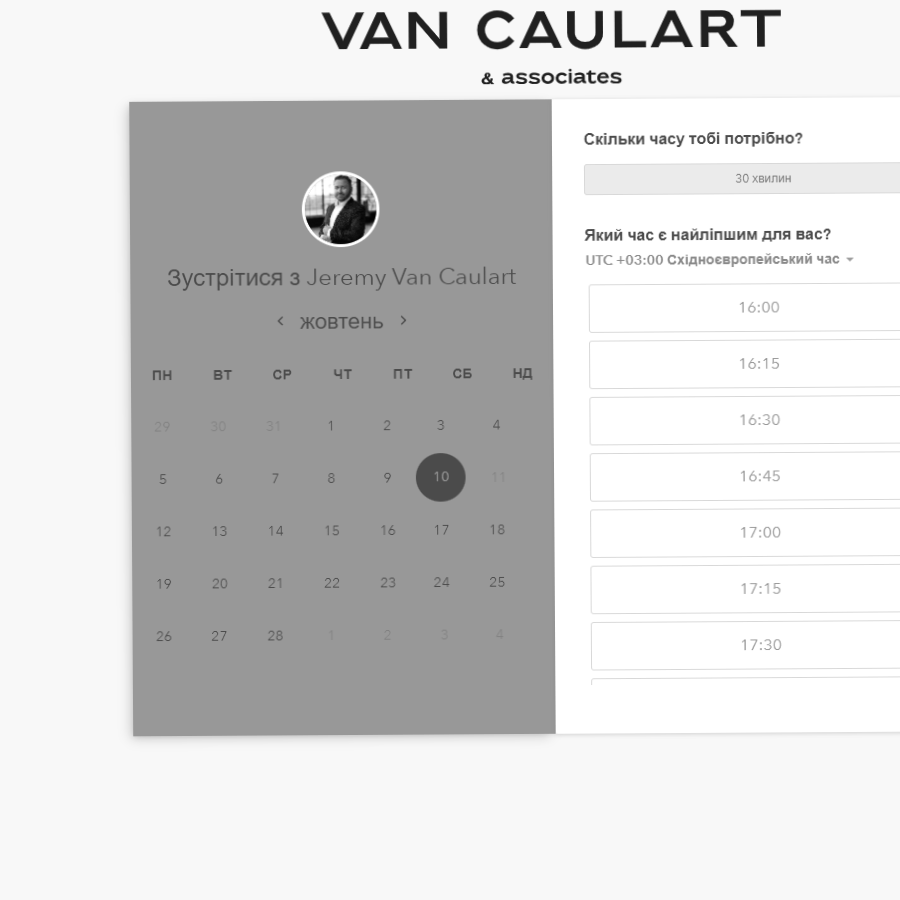 VAN CAULART
& associates
Зустрітися з Jeremy Van Caulart
жовтень
ПН ВТ СР ЧТ ПТ СБ НД
29 30 31 1 2 3 4
5 6 7 8 9 10 11
12 13 14 15 16 17 18
19 20 21 22 23 24 25
26 27 28 1 2 3 4
Скільки часу тобі потрібно?
30 хвилин
Який час є найліпшим для вас?
UTC +03:00 Східноєвропейський час
16:00
16:15
16:30
16:45
17:00
17:15
17:30